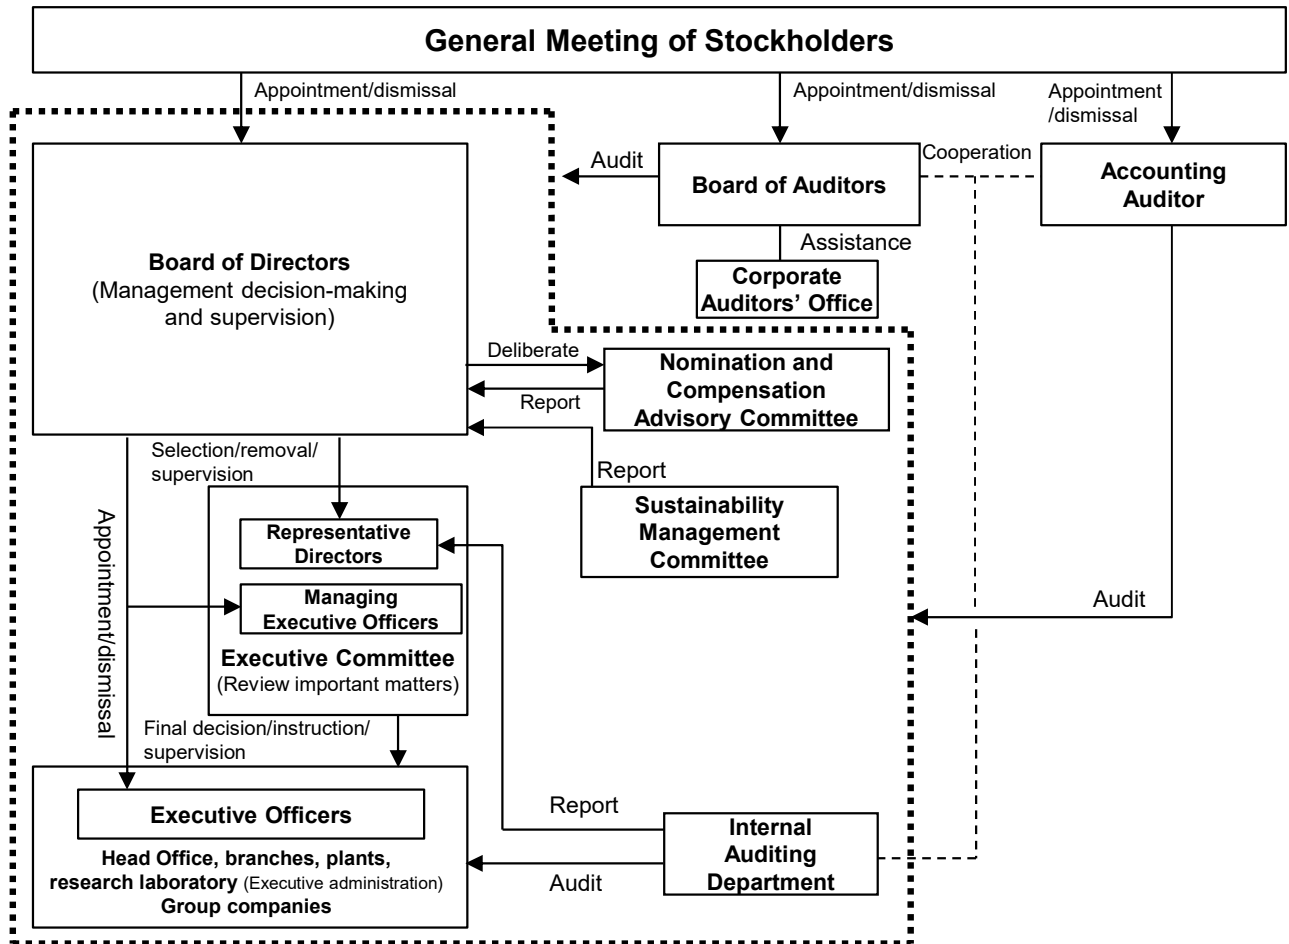 General Meeting of Stockholders
Appointment/dismissal
Appointment/dismissal
Appointment
/dismissal
Audit
Board of Auditors
Cooperation
Accounting
Auditor
Assistance
Corporate
Auditors’ Office
Board of Directors
(Management decision-making
and supervision)
Deliberate
Report
Nomination and
Compensation
Advisory Committee
Report
Sustainability
Management
Committee
Selection/removal/
supervision
Appointment/dismissal
Representative
Directors
Managing
Executive Officers
Executive Committee
(Review important matters)
Audit
Final decision/instruction/
supervision
Executive Officers
Head Office, branches, plants,
research laboratory (Executive administration)
Group companies
Report
Audit
Internal
Auditing
Department